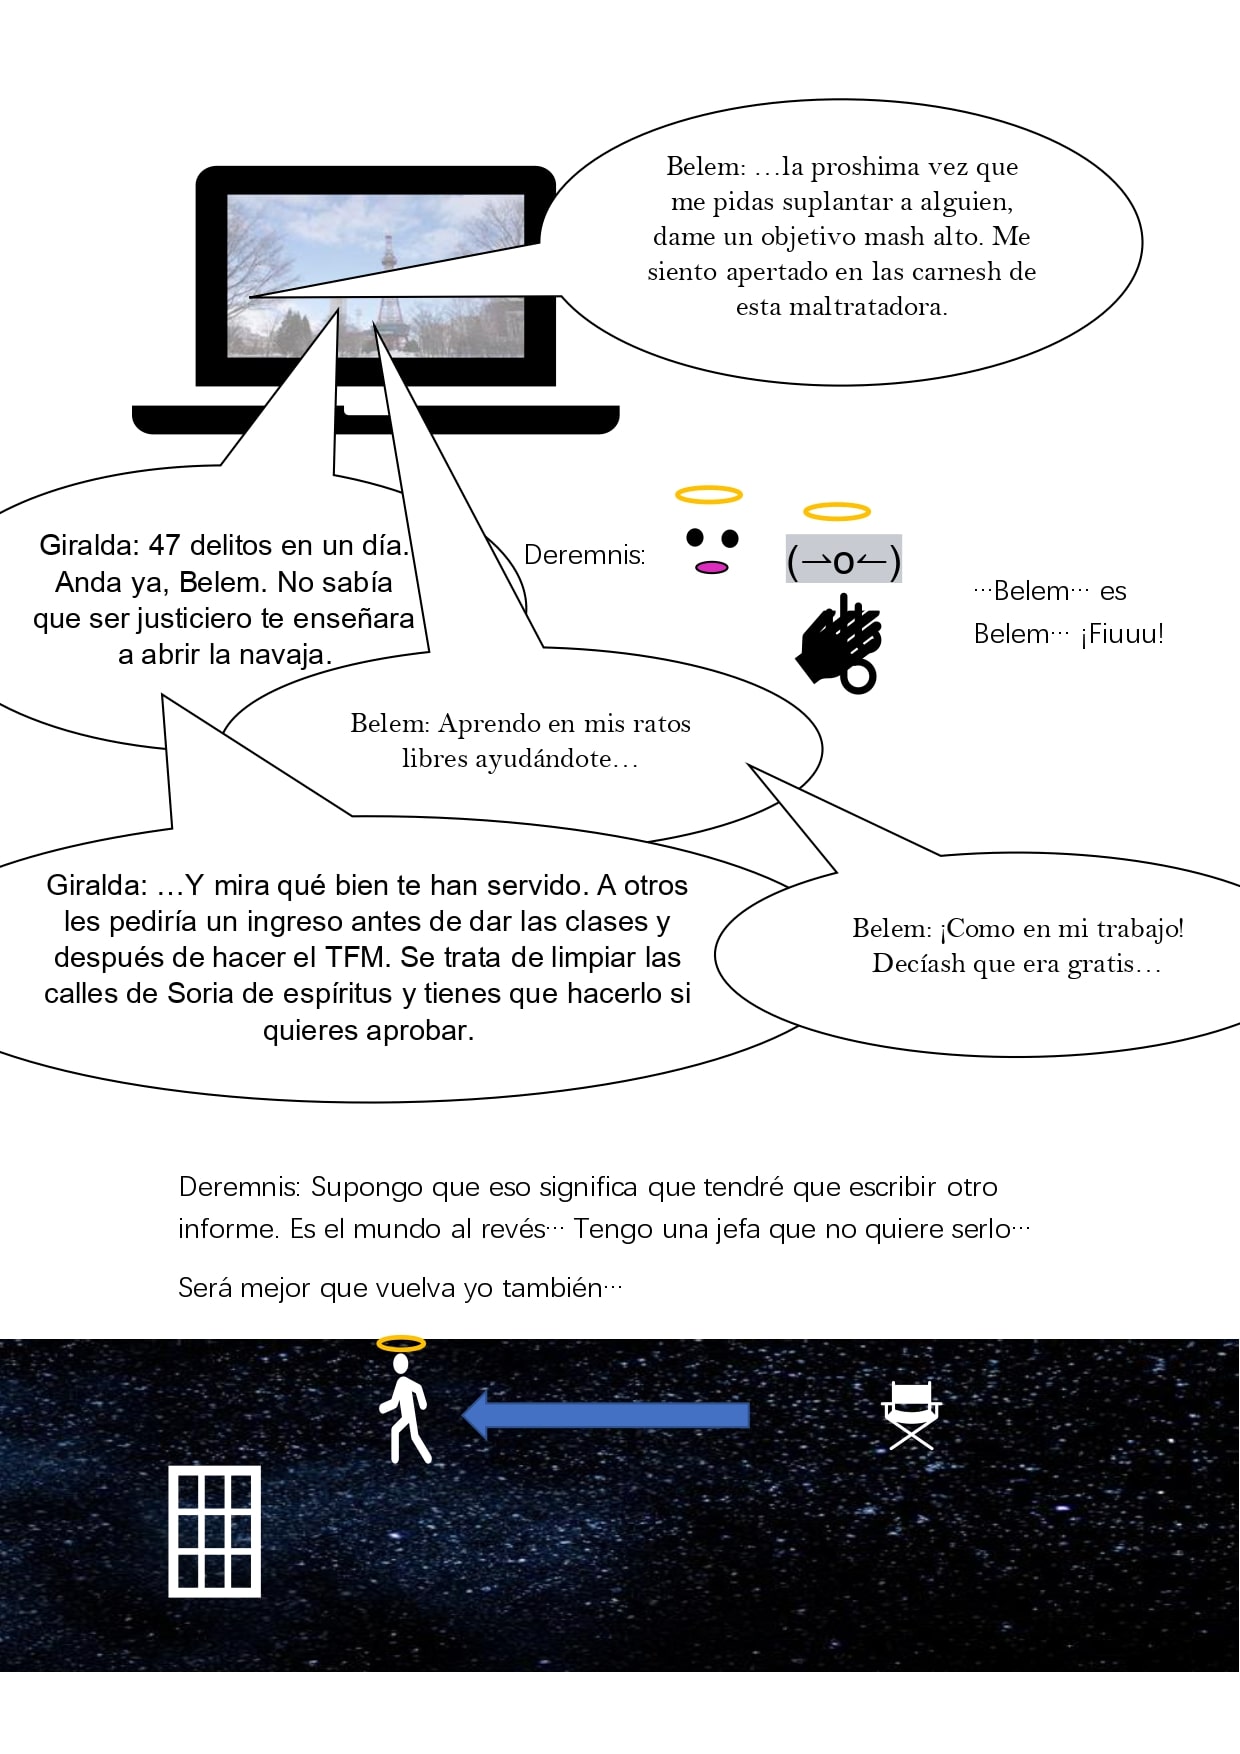 Belem: …la proshima vez que
me pidas suplantar a alguien,
dame un objetivo mash alto. Me
siento apertado en las carnesh de
esta maltratadora.
Giralda: 47 delitos en un día.
Anda ya, Belem. No sabía
que ser justiciero te enseñara
a abrir la navaja.
Deremnis:
(⇀o↼)
…Belem… es
Belem… ¡Fiuuu!
Belem: Aprendo en mis ratos
libres ayudándote…
Giralda: …Y mira qué bien te han servido. A otros
les pediría un ingreso antes de dar las clases y
después de hacer el TFM. Se trata de limpiar las
calles de Soria de espíritus y tienes que hacerlo si
quieres aprobar.
Belem: ¡Como en mi trabajo!
Decíash que era gratis…
Deremnis: Supongo que eso significa que tendré que escribir otro
informe. Es el mundo al revés… Tengo una jefa que no quiere serlo…
Será mejor que vuelva yo también…